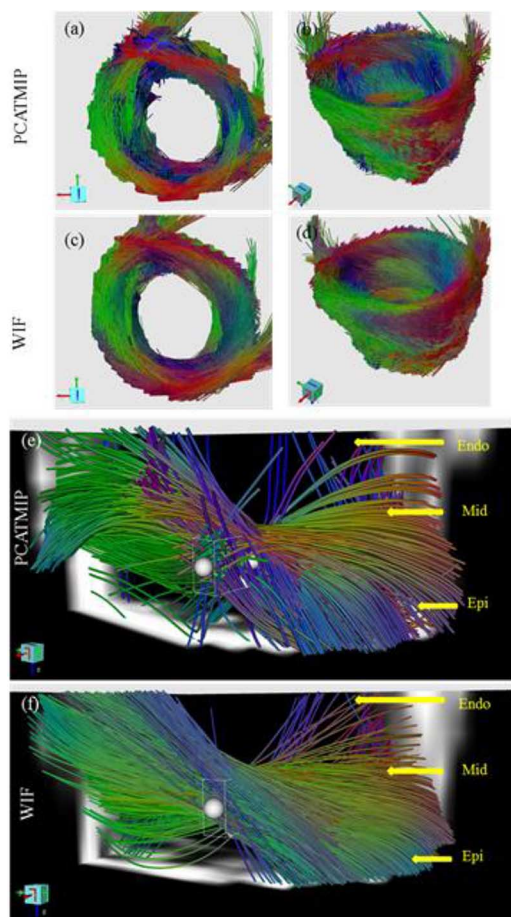 (a)
(b)
PCATMIP
(c)
(d)
WIF
(e)
Endo
PCATMIP
Mid
Epi
(f)
Endo
WIF
Mid
Epi